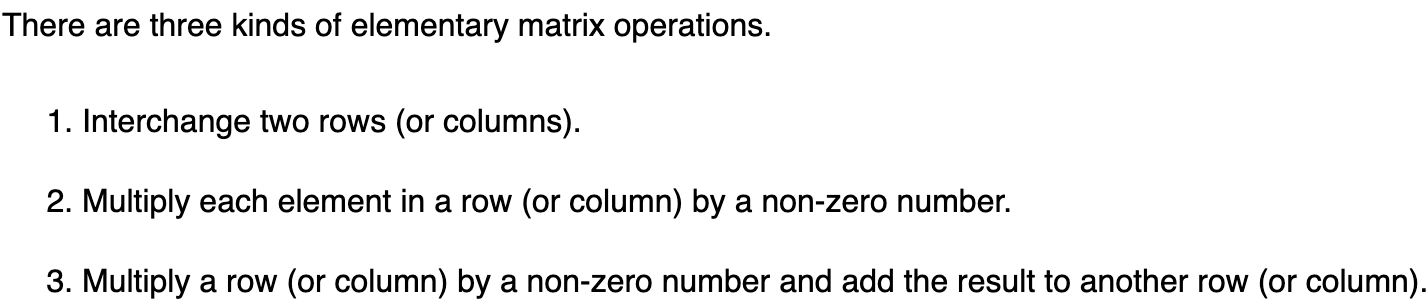 There are three kinds of elementary matrix operations.
1. Interchange two rows (or columns).
2. Multiply each element in a row (or column) by a non-zero number.
3. Multiply a row (or column) by a non-zero number and add the result to another row (or column).